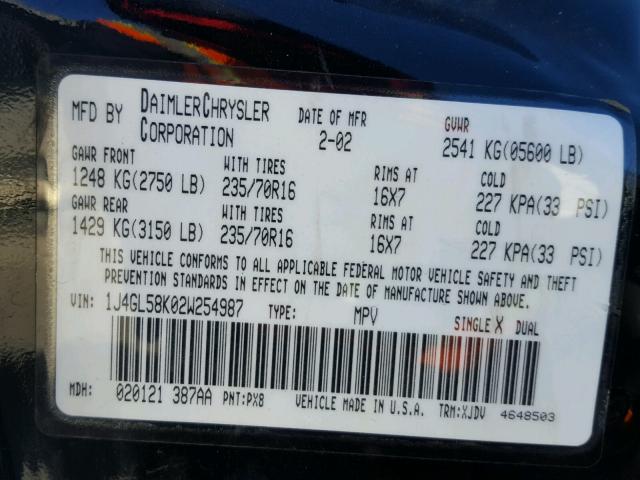 MFD BY DAIMLERCHRYSLER CORPORATION DATE OF MFR 2-02 GVWR 2541 KG(05600 LB)
GAWR FRONT WITH TIRES RIMS AT COLD
1248 KG(2750 LB) 235/70R16 16X7 227 KPA(33 PSI)
GAWR REAR WITH TIRES RIMS AT COLD
1429 KG(3150 LB) 235/70R16 16X7 227 KPA(33 PSI)
THIS VEHICLE CONFORMS TO ALL APPLICABLE FEDERAL MOTOR VEHICLE SAFETY AND THEFT
PREVENTION STANDARDS IN EFFECT ON THE DATE OF MANUFACTURE SHOWN ABOVE.
VIN: 1J4GL58K02W254987 TYPE: MPV SINGLE X DUAL
MDH: 020121 387AA PNT:PX8 VEHICLE MADE IN U.S.A. TRM:XJDV 4648503